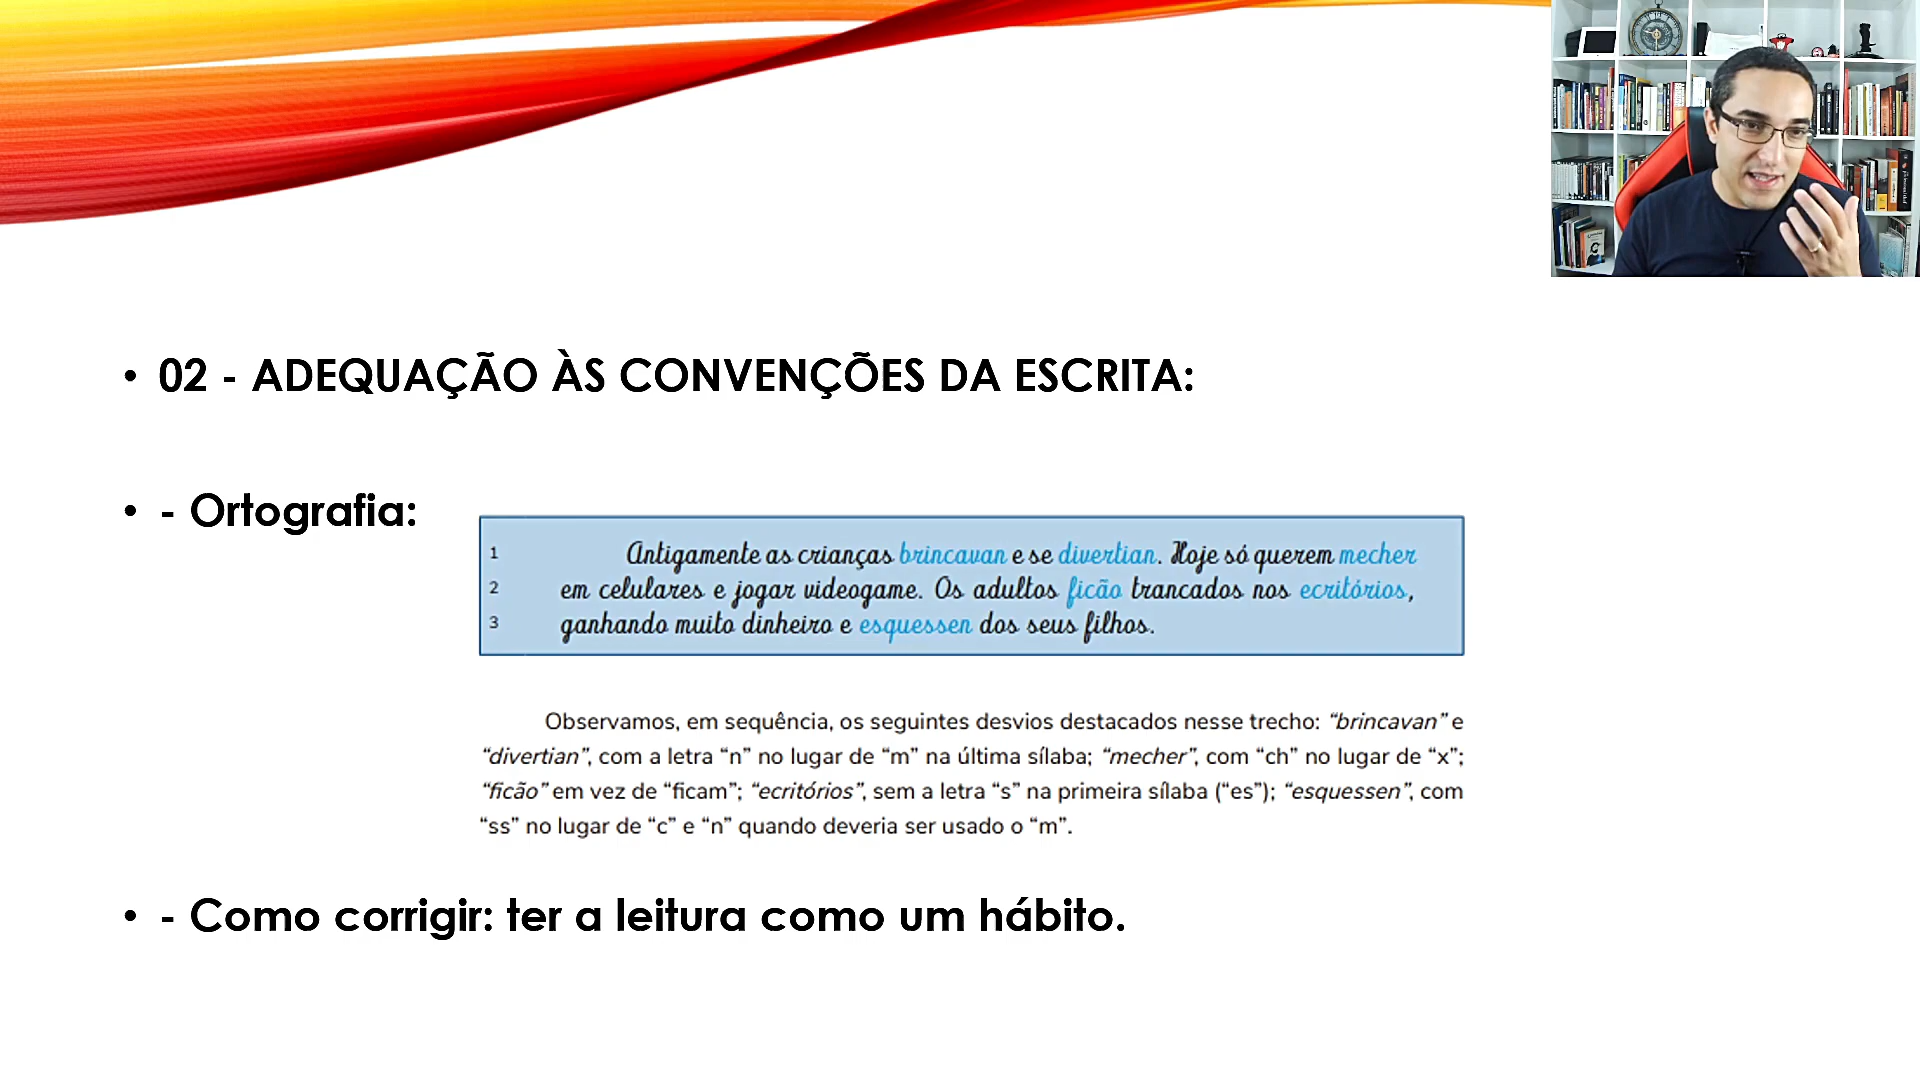 • 02 - ADEQUAÇÃO ÀS CONVENÇÕES DA ESCRITA:
• - Ortografia:
1 Antigamente as crianças brincavan e se divertian. Hoje só querem mecher
2 em celulares e jogar videogame. Os adultos ficão trancados nos ecritórios,
3 ganhando muito dinheiro e esquessen dos seus filhos.
Observamos, em sequência, os seguintes desvios destacados nesse trecho: “brincavan” e
“divertian”, com a letra “n” no lugar de “m” na última sílaba; “mecher”, com “ch” no lugar de “x”;
“ficão” em vez de “ficam”; “ecritórios”, sem a letra “s” na primeira sílaba (“es”); “esquessen”, com
“ss” no lugar de “c” e “n” quando deveria ser usado o “m”.
• - Como corrigir: ter a leitura como um hábito.